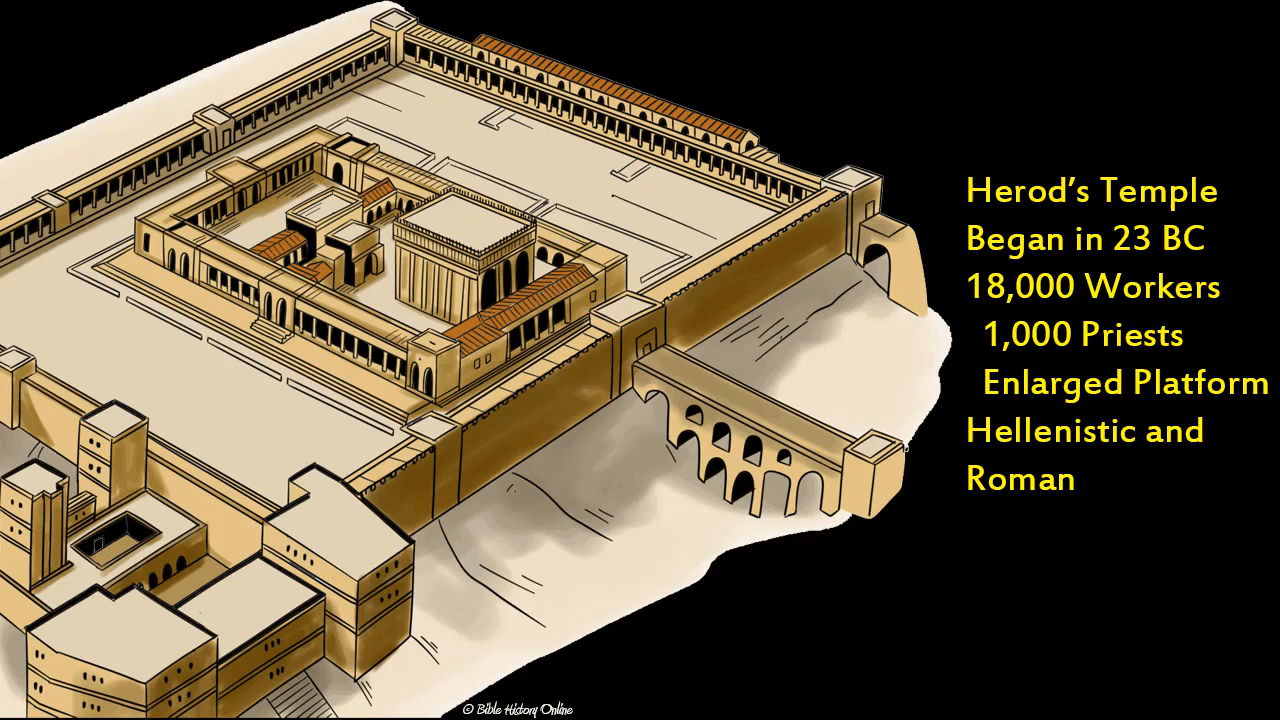 Herod’s Temple
Began in 23 BC
18,000 Workers
1,000 Priests
Enlarged Platform
Hellenistic and
Roman
© Bible History Online